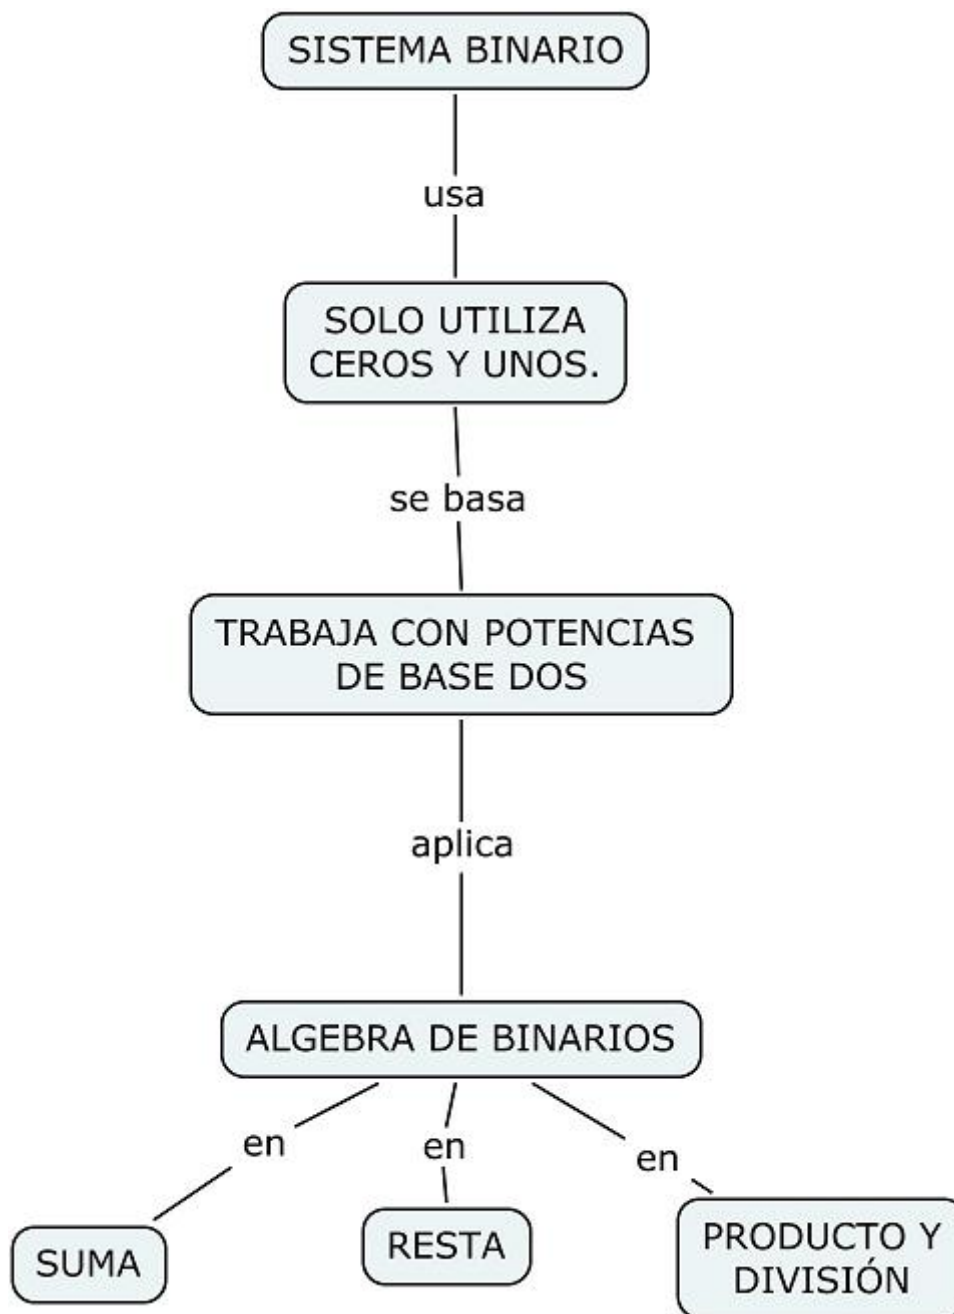 SISTEMA BINARIO
usa
SOLO UTILIZA
CEROS Y UNOS.
se basa
TRABAJA CON POTENCIAS
DE BASE DOS
aplica
ALGEBRA DE BINARIOS
en
en
en
SUMA
RESTA
PRODUCTO Y
DIVISIÓN